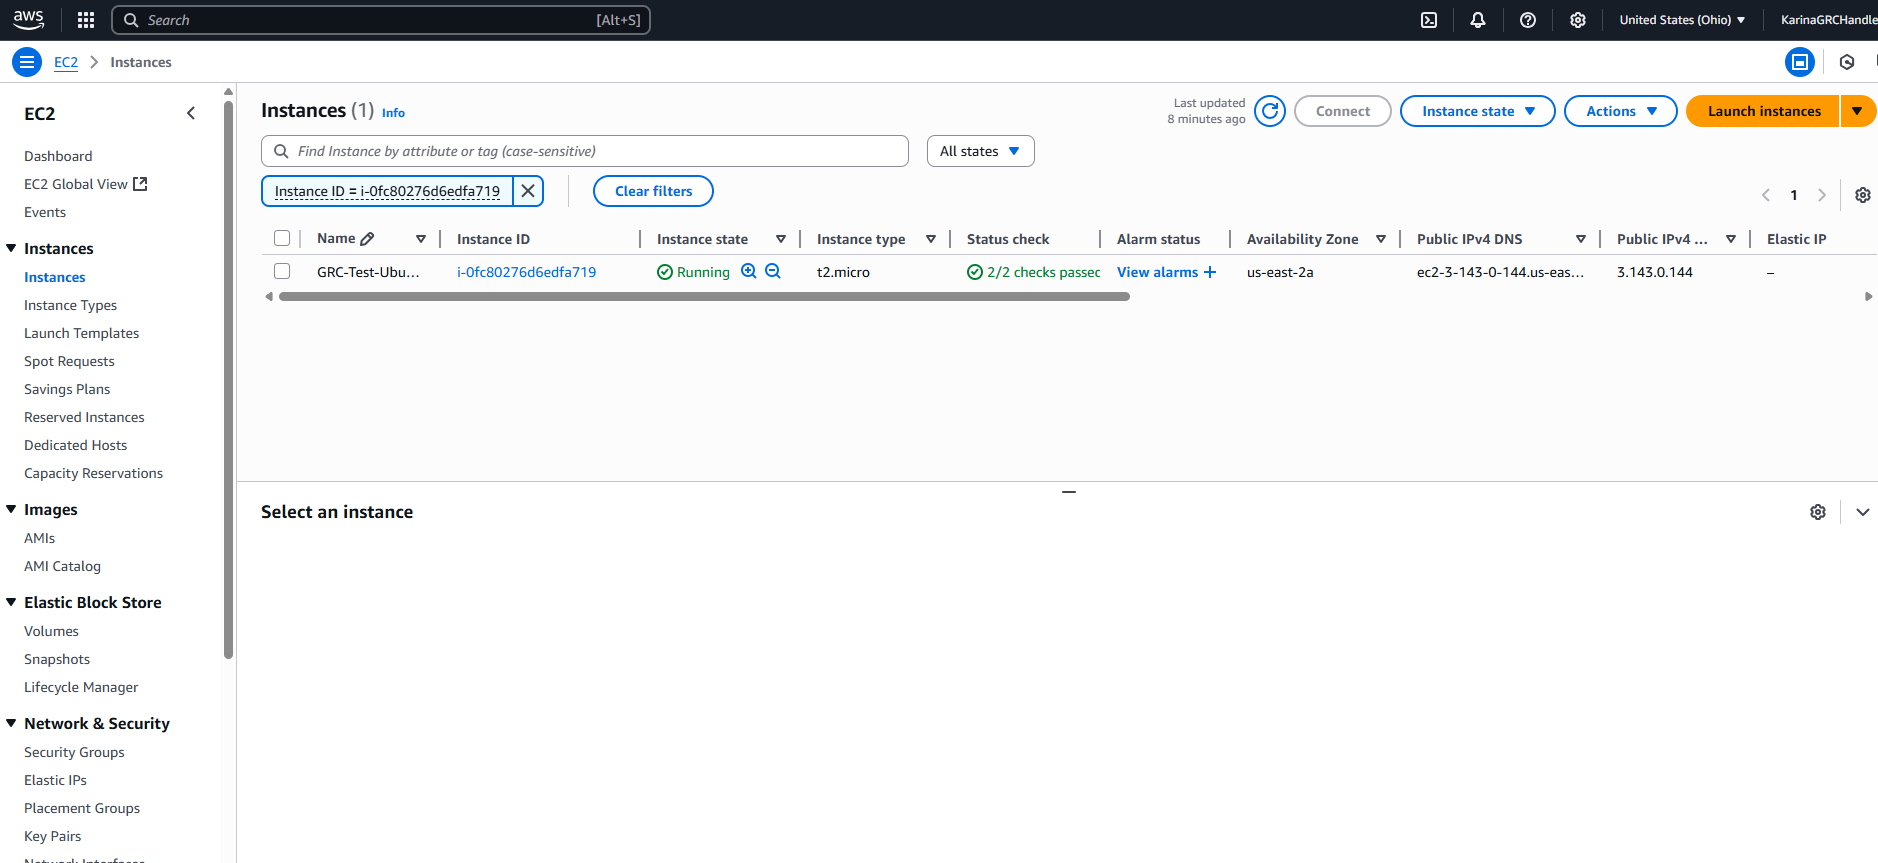 aws
Search [Alt+S]
United States (Ohio)
KarinaGRCHandle
EC2 Instances
EC2
Dashboard
EC2 Global View
Events
Instances
Instances
Instance Types
Launch Templates
Spot Requests
Savings Plans
Reserved Instances
Dedicated Hosts
Capacity Reservations
Images
AMIs
AMI Catalog
Elastic Block Store
Volumes
Snapshots
Lifecycle Manager
Network & Security
Security Groups
Elastic IPs
Placement Groups
Key Pairs
Instances (1) Info
Last updated
8 minutes ago
Connect
Instance state
Actions
Launch instances
Find Instance by attribute or tag (case-sensitive)
All states
Instance ID = i-0fc80276d6edfa719
Clear filters
1
Name Instance ID Instance state Instance type Status check Alarm status Availability Zone Public IPv4 DNS Public IPv4 ... Elastic IP
GRC-Test-Ubu... i-0fc80276d6edfa719 Running t2.micro 2/2 checks passec View alarms + us-east-2a ec2-3-143-0-144.us-eas... 3.143.0.144 –
Select an instance